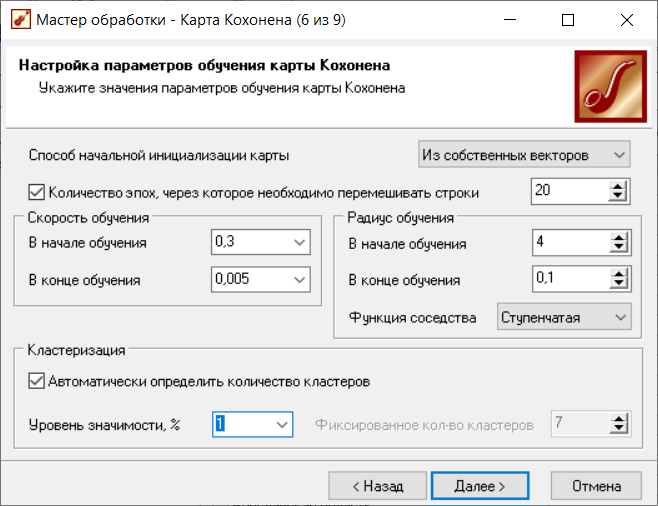 Мастер обработки - Карта Кохонена (6 из 9)
Настройка параметров обучения карты Кохонена
Укажите значения параметров обучения карты Кохонена
Способ начальной инициализации карты Из собственных векторов
Количество эпох, через которое необходимо перемешивать строки 20
Скорость обучения
В начале обучения 0,3
В конце обучения 0,005
Радиус обучения
В начале обучения 4
В конце обучения 0,1
Функция соседства Ступенчатая
Кластеризация
Автоматически определить количество кластеров
Уровень значимости, % 1 Фиксированное кол-во кластеров 7
< Назад Далее > Отмена